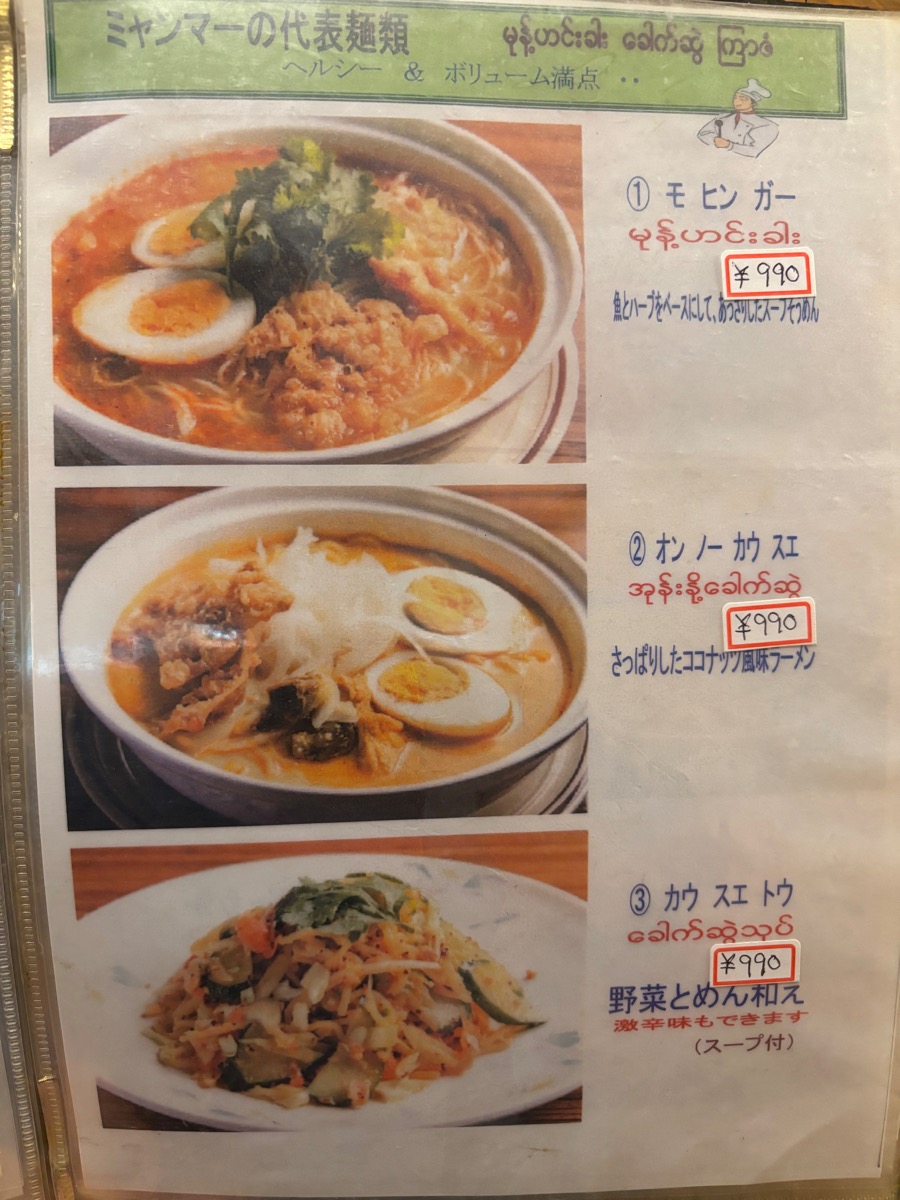 ミャンマーの代表麺類 မုန့်ဟင်းခါး ခေါက်ဆွဲ ကြာဇံ
ヘルシー & ボリューム満点 ・・
① モ ヒン ガー
မုန့်ဟင်းခါး
¥990
魚とハーブをベースにして、あっさりしたスープそうめん
② オン ノー カウ スエ
အုန်းနို့ခေါက်ဆွဲ
¥990
さっぱりしたココナッツ風味ラーメン
③ カウ スエ トウ
ခေါက်ဆွဲသုပ်
¥990
野菜とめん和え
激辛味もできます
(スープ付)